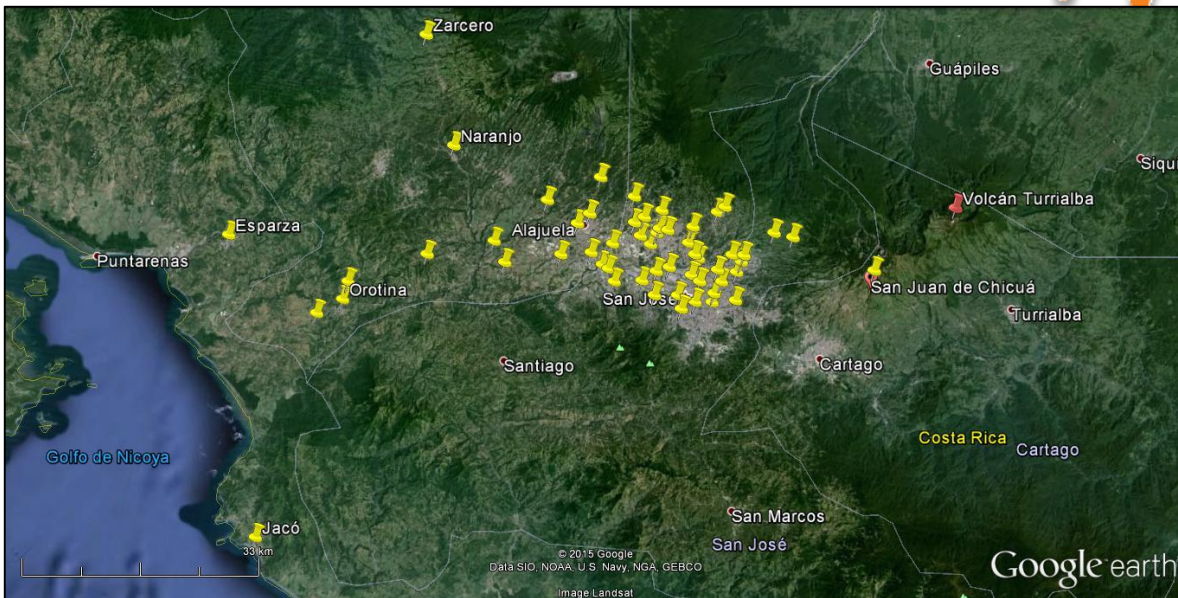 Zarcero
Guápiles
Naranjo
Siqu
Volcán Turrialba
Esparza
Alajuela
Puntarenas
Orotina
San José
San Juan de Chicuá
Turrialba
Santiago
Cartago
Costa Rica
Cartago
Golfo de Nicoya
San Marcos
Jacó
San José
33 km
© 2015 Google
Data SIO, NOAA, U.S. Navy, NGA, GEBCO
Image Landsat
Google earth